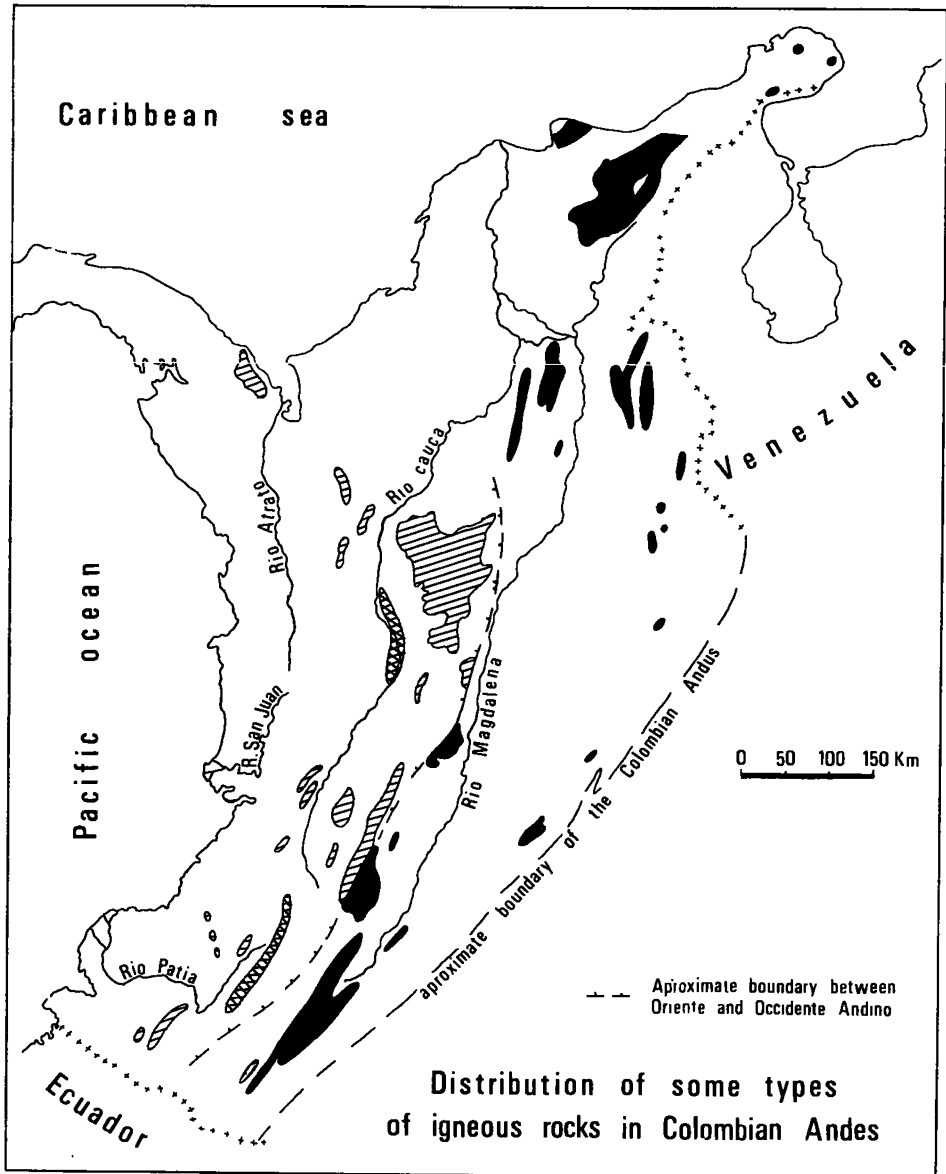 Caribbean sea
Venezuela
Rio cauca
Rio Atrato
Pacific ocean
R. San Juan
Rio Magdalena
0 50 100 150 Km
aproximate boundary of the Colombian Andus
Rio Patia
Aproximate boundary between
Oriente and Occidente Andino
Ecuador
Distribution of some types
of igneous rocks in Colombian Andes